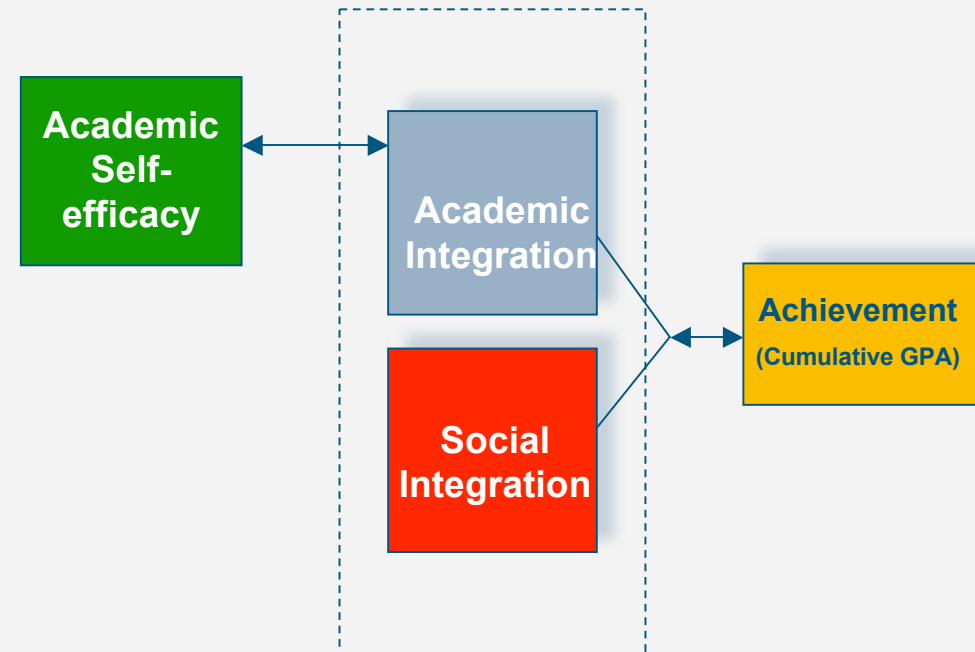 Academic
Self-
efficacy
Academic
Integration
Social
Integration
Achievement
(Cumulative GPA)